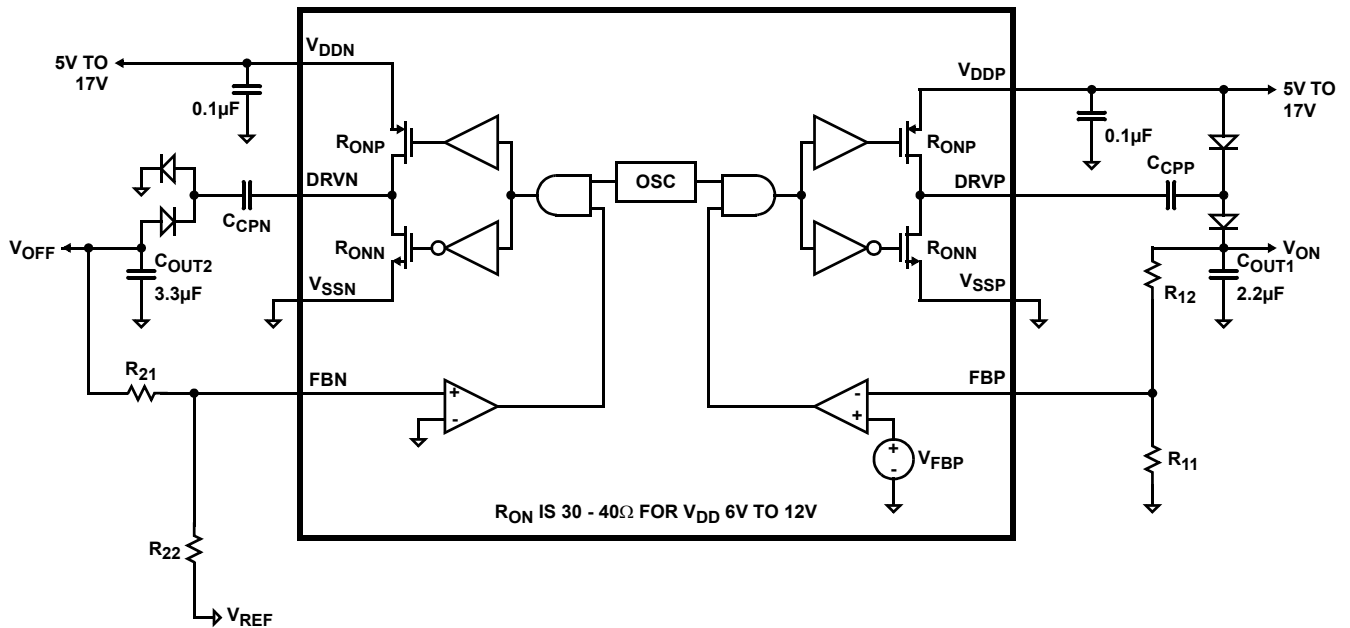 VDDN
5V TO
17V
0.1µF
RONP
DRVN
CCPN
RONN
VSSN
VOFF
COUT2
3.3µF
R21
FBN
+
-
R22
VREF
OSC
VDDP
5V TO
17V
0.1µF
RONP
CCPP
DRVP
RONN
VSSP
VON
COUT1
2.2µF
R12
FBP
-
+
+
-
VFBP
R11
RON IS 30 - 40Ω FOR VDD 6V TO 12V